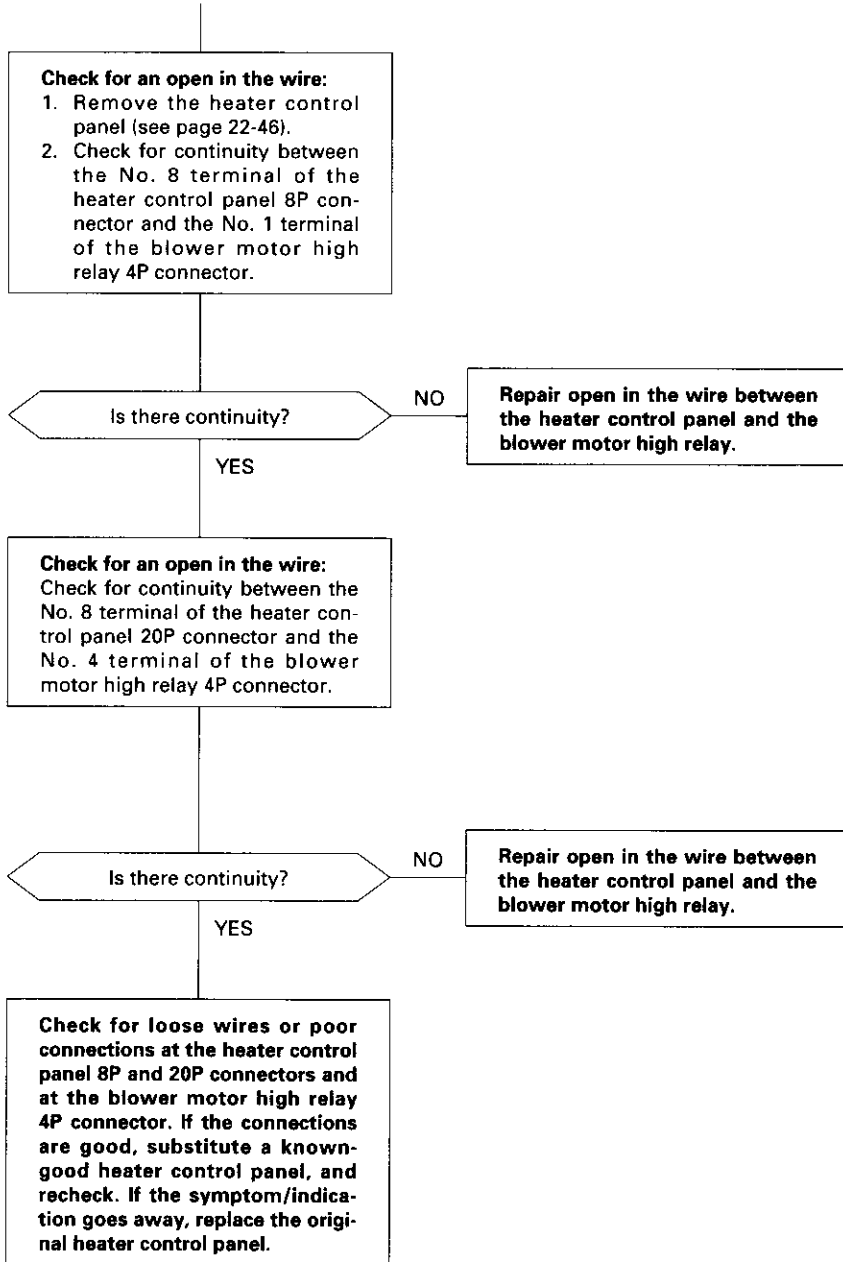 Check for an open in the wire:
1. Remove the heater control
panel (see page 22-46).
2. Check for continuity between
the No. 8 terminal of the
heater control panel 8P con-
nector and the No. 1 terminal
of the blower motor high
relay 4P connector.
Is there continuity?
NO
Repair open in the wire between
the heater control panel and the
blower motor high relay.
YES
Check for an open in the wire:
Check for continuity between the
No. 8 terminal of the heater con-
trol panel 20P connector and the
No. 4 terminal of the blower
motor high relay 4P connector.
Is there continuity?
NO
Repair open in the wire between
the heater control panel and the
blower motor high relay.
YES
Check for loose wires or poor
connections at the heater control
panel 8P and 20P connectors and
at the blower motor high relay
4P connector. If the connections
are good, substitute a known-
good heater control panel, and
recheck. If the symptom/indica-
tion goes away, replace the origi-
nal heater control panel.